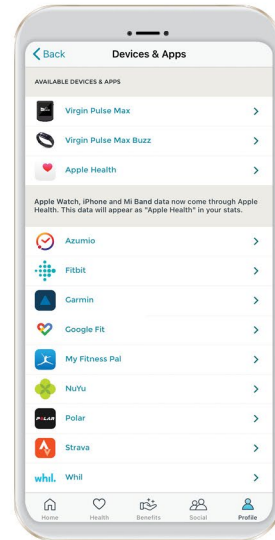 Back
Devices & Apps
AVAILABLE DEVICES & APPS
Virgin Pulse Max
Virgin Pulse Max Buzz
Apple Health
Apple Watch, iPhone and Mi Band data now come through Apple
Health. This data will appear as "Apple Health" in your stats.
Azumio
Fitbit
Garmin
Google Fit
My Fitness Pal
NuYu
POLAR
Polar
Strava
whil.
Whil
Home
Health
Benefits
Social
Profile